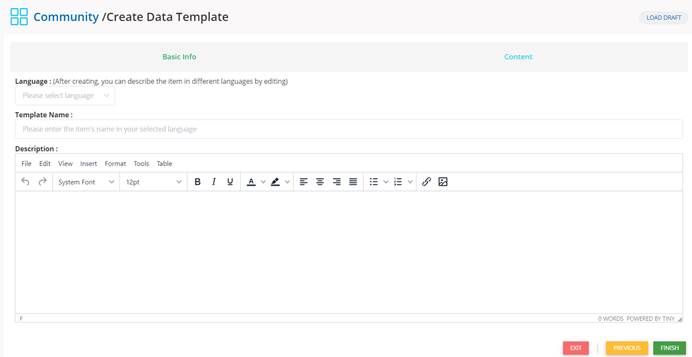 Community /Create Data Template
LOAD DRAFT
Basic Info
Content
Language : (After creating, you can describe the item in different languages by editing)
Please select language
Template Name :
Please enter the item's name in your selected language
Description :
File Edit View Insert Format Tools Table
System Font 12pt B I U A
P 0 WORDS POWERED BY TINY
EXIT PREVIOUS FINISH